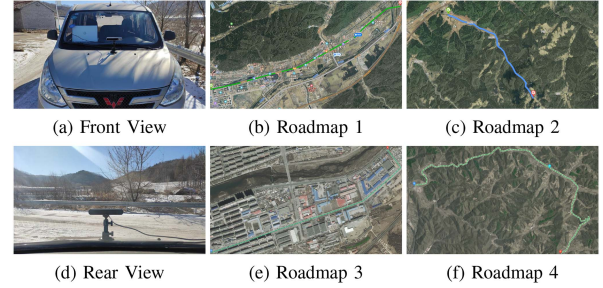 (a) Front View
(b) Roadmap 1
(c) Roadmap 2
(d) Rear View
(e) Roadmap 3
(f) Roadmap 4